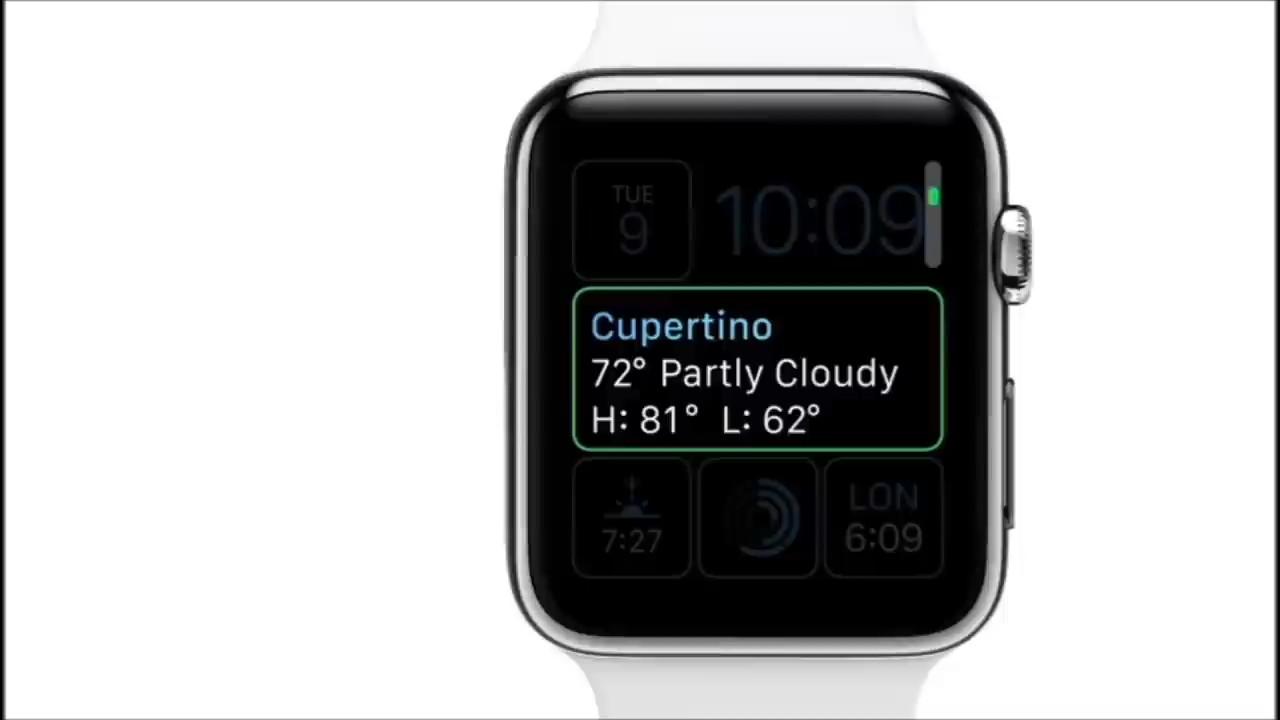 TUE
9
10:09
Cupertino
72° Partly Cloudy
H: 81° L: 62°
7:27
LON
6:09